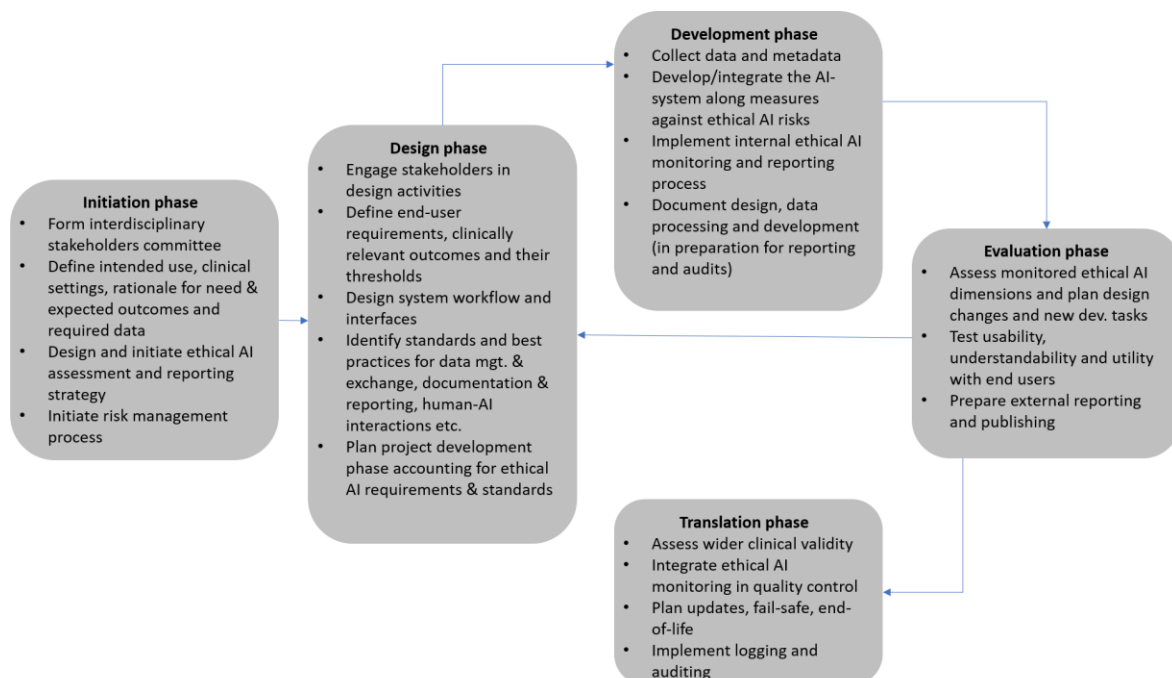 Initiation phase
• Form interdisciplinary
stakeholders committee
• Define intended use, clinical
settings, rationale for need &
expected outcomes and
required data
• Design and initiate ethical AI
assessment and reporting
strategy
• Initiate risk management
process
Design phase
• Engage stakeholders in
design activities
• Define end-user
requirements, clinically
relevant outcomes and their
thresholds
• Design system workflow and
interfaces
• Identify standards and best
practices for data mgt. &
exchange, documentation &
reporting, human-AI
interactions etc.
• Plan project development
phase accounting for ethical
AI requirements & standards
Development phase
• Collect data and metadata
• Develop/integrate the AI-
system along measures
against ethical AI risks
• Implement internal ethical AI
monitoring and reporting
process
• Document design, data
processing and development
(in preparation for reporting
and audits)
Evaluation phase
• Assess monitored ethical AI
dimensions and plan design
changes and new dev. tasks
• Test usability,
understandability and utility
with end users
• Prepare external reporting
and publishing
Translation phase
• Assess wider clinical validity
• Integrate ethical AI
monitoring in quality control
• Plan updates, fail-safe, end-
of-life
• Implement logging and
auditing